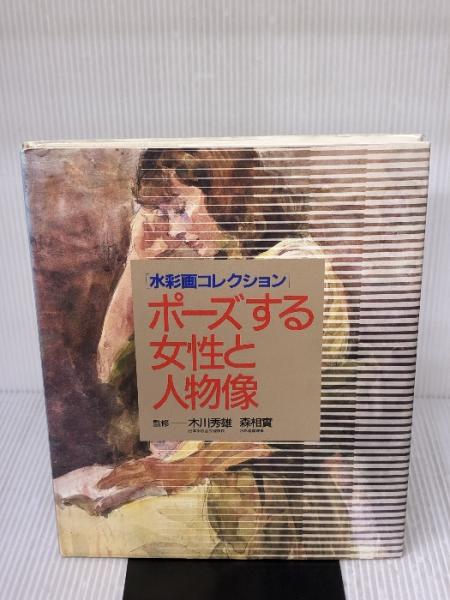 「水彩画コレクション」
ポーズする
女性と
人物像
監修──木川秀雄 森相實